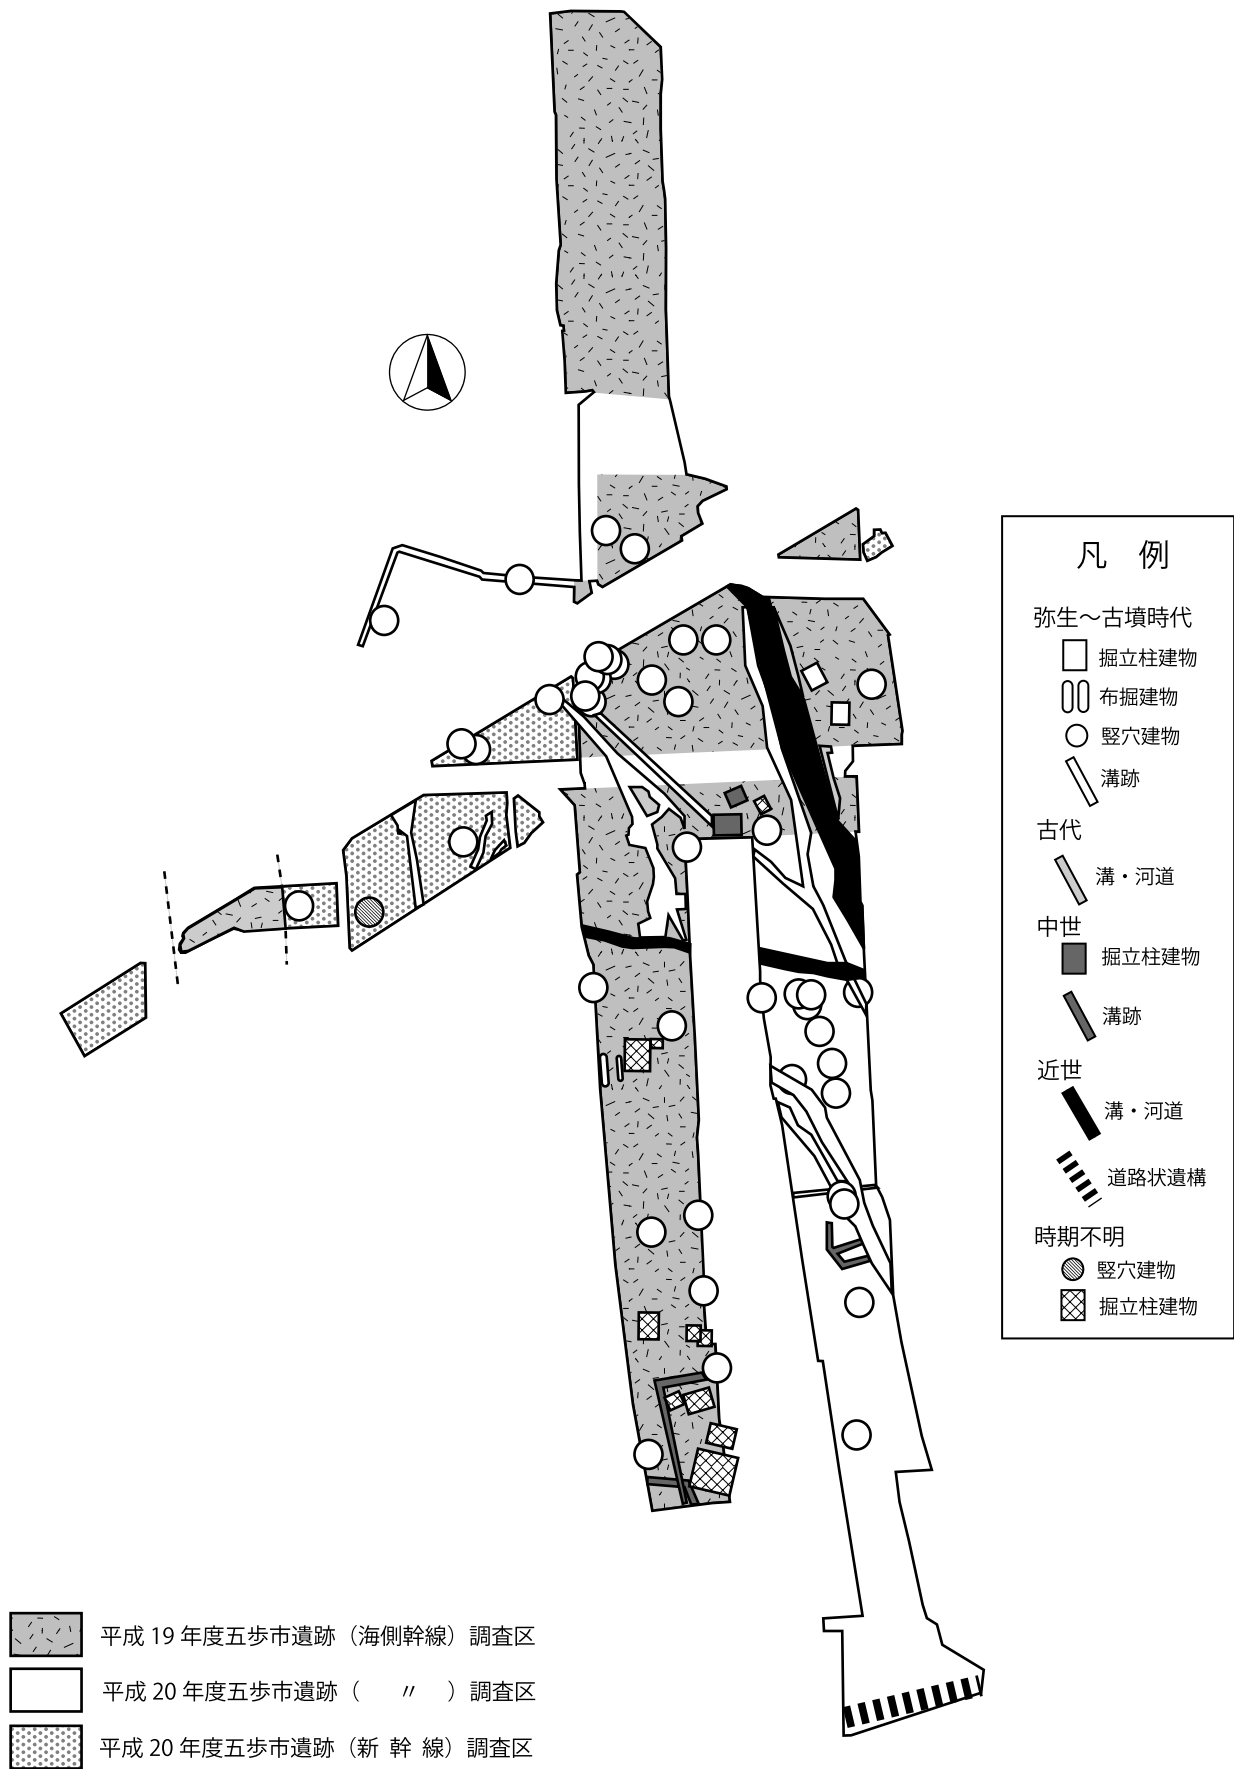 凡 例
弥生～古墳時代
掘立柱建物
布掘建物
竪穴建物
溝跡
古代
溝・河道
中世
掘立柱建物
溝跡
近世
溝・河道
道路状遺構
時期不明
竪穴建物
掘立柱建物
平成 19 年度五歩市遺跡（海側幹線）調査区
平成 20 年度五歩市遺跡（ 〃 ）調査区
平成 20 年度五歩市遺跡（新 幹 線）調査区